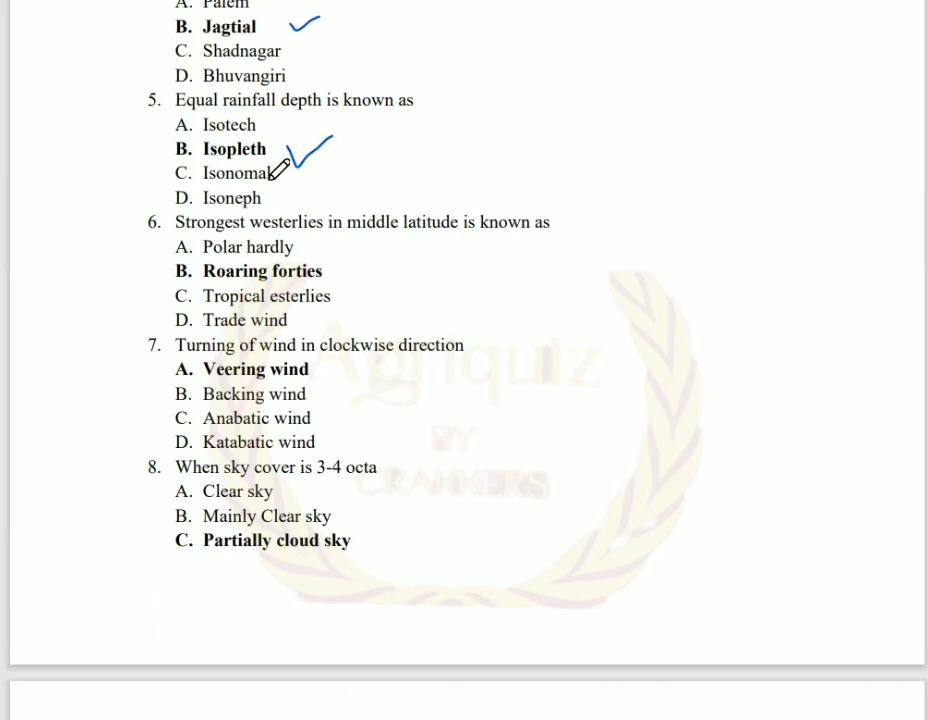 A. Palem
B. Jagtial
C. Shadnagar
D. Bhuvangiri
5. Equal rainfall depth is known as
A. Isotech
B. Isopleth
C. Isonomal
D. Isoneph
6. Strongest westerlies in middle latitude is known as
A. Polar hardly
B. Roaring forties
C. Tropical esterlies
D. Trade wind
7. Turning of wind in clockwise direction
A. Veering wind
B. Backing wind
C. Anabatic wind
D. Katabatic wind
8. When sky cover is 3-4 octa
A. Clear sky
B. Mainly Clear sky
C. Partially cloud sky
Agriquiz
BY
CRANKERS